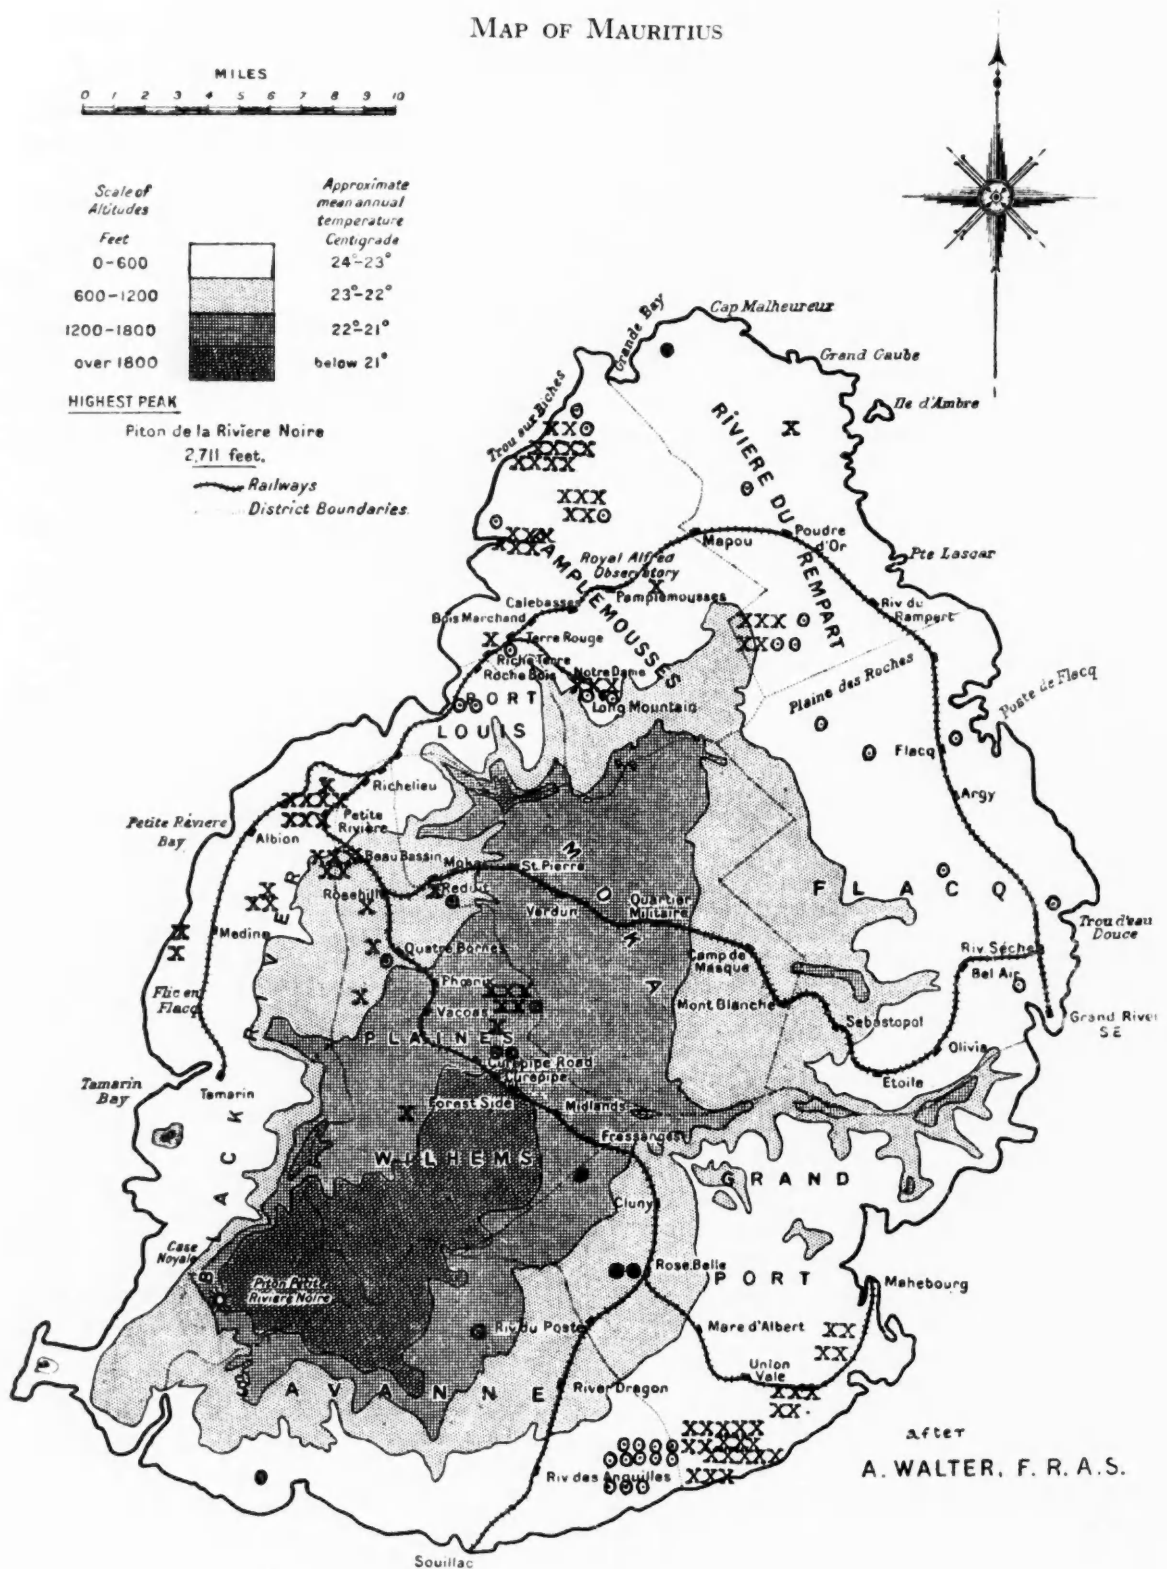 MAP OF MAURITIUS
MILES
0 1 2 3 4 5 6 7 8 9 10
Scale of Altitudes
Approximate mean annual temperature
Feet
Centigrade
0-600
24°-23°
600-1200
23°-22°
1200-1800
22°-21°
over 1800
below 21°
HIGHEST PEAK
Piton de la Riviere Noire
2,711 feet.
Railways
District Boundaries
Grande Bay
Cap Malheureux
Grand Gaube
Ile d'Ambre
Trou aux Biches
RIVIERE DU REMPART
Mapou
Poudre d'Or
Pte Lascar
Royal Alfred Observatory
Pamplemousses
PAMPLEMOUSSES
Calebasses
Bois Marchand
Terre Rouge
Riche Terre
Roche Bois
Notre Dame
Long Mountain
Riv du Rempart
Plaine des Roches
Poste de Flacq
PORT LOUIS
Flacq
Argy
Richelieu
Petite Rivière Bay
Petite Rivière
Albion
Beau Bassin
Moka
St. Pierre
Rosehill
Reduit
Verdun
Quartier Militaire
MOKA
FLACQ
Trou d'eau Douce
Medine
Quatre Bornes
Camp de Masque
Riv Sèche
Bel Air
Phœnix
Flic en Flacq
Vacoas
Mont Blanche
Sebastopol
Grand River SE
PLAINES
Olivia
Curepipe Road
Curepipe
Etoile
Tamarin Bay
Tamarin
Forest Side
Midlands
Fressanges
WILHEMS
GRAND
Cluny
BLACK RIVER
Case Noyale
Rose Belle
PORT
Mahebourg
Piton Petite Rivière Noire
Riv du Poste
Mare d'Albert
Union Vale
SAVANNE
River Dragon
Riv des Anguilles
after
A. WALTER, F. R. A. S.
Souillac